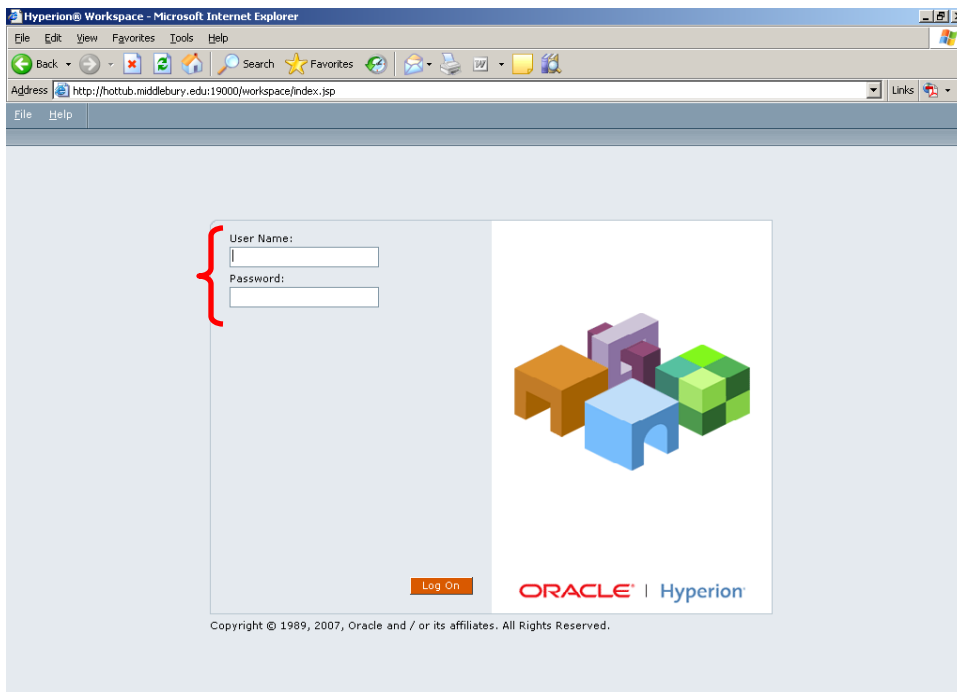 Hyperion® Workspace - Microsoft Internet Explorer
File Edit View Favorites Tools Help
Back Search Favorites
Address http://hottub.middlebury.edu:19000/workspace/index.jsp Links
File Help
User Name:
Password:
Log On
ORACLE® | Hyperion®
Copyright © 1989, 2007, Oracle and / or its affiliates. All Rights Reserved.